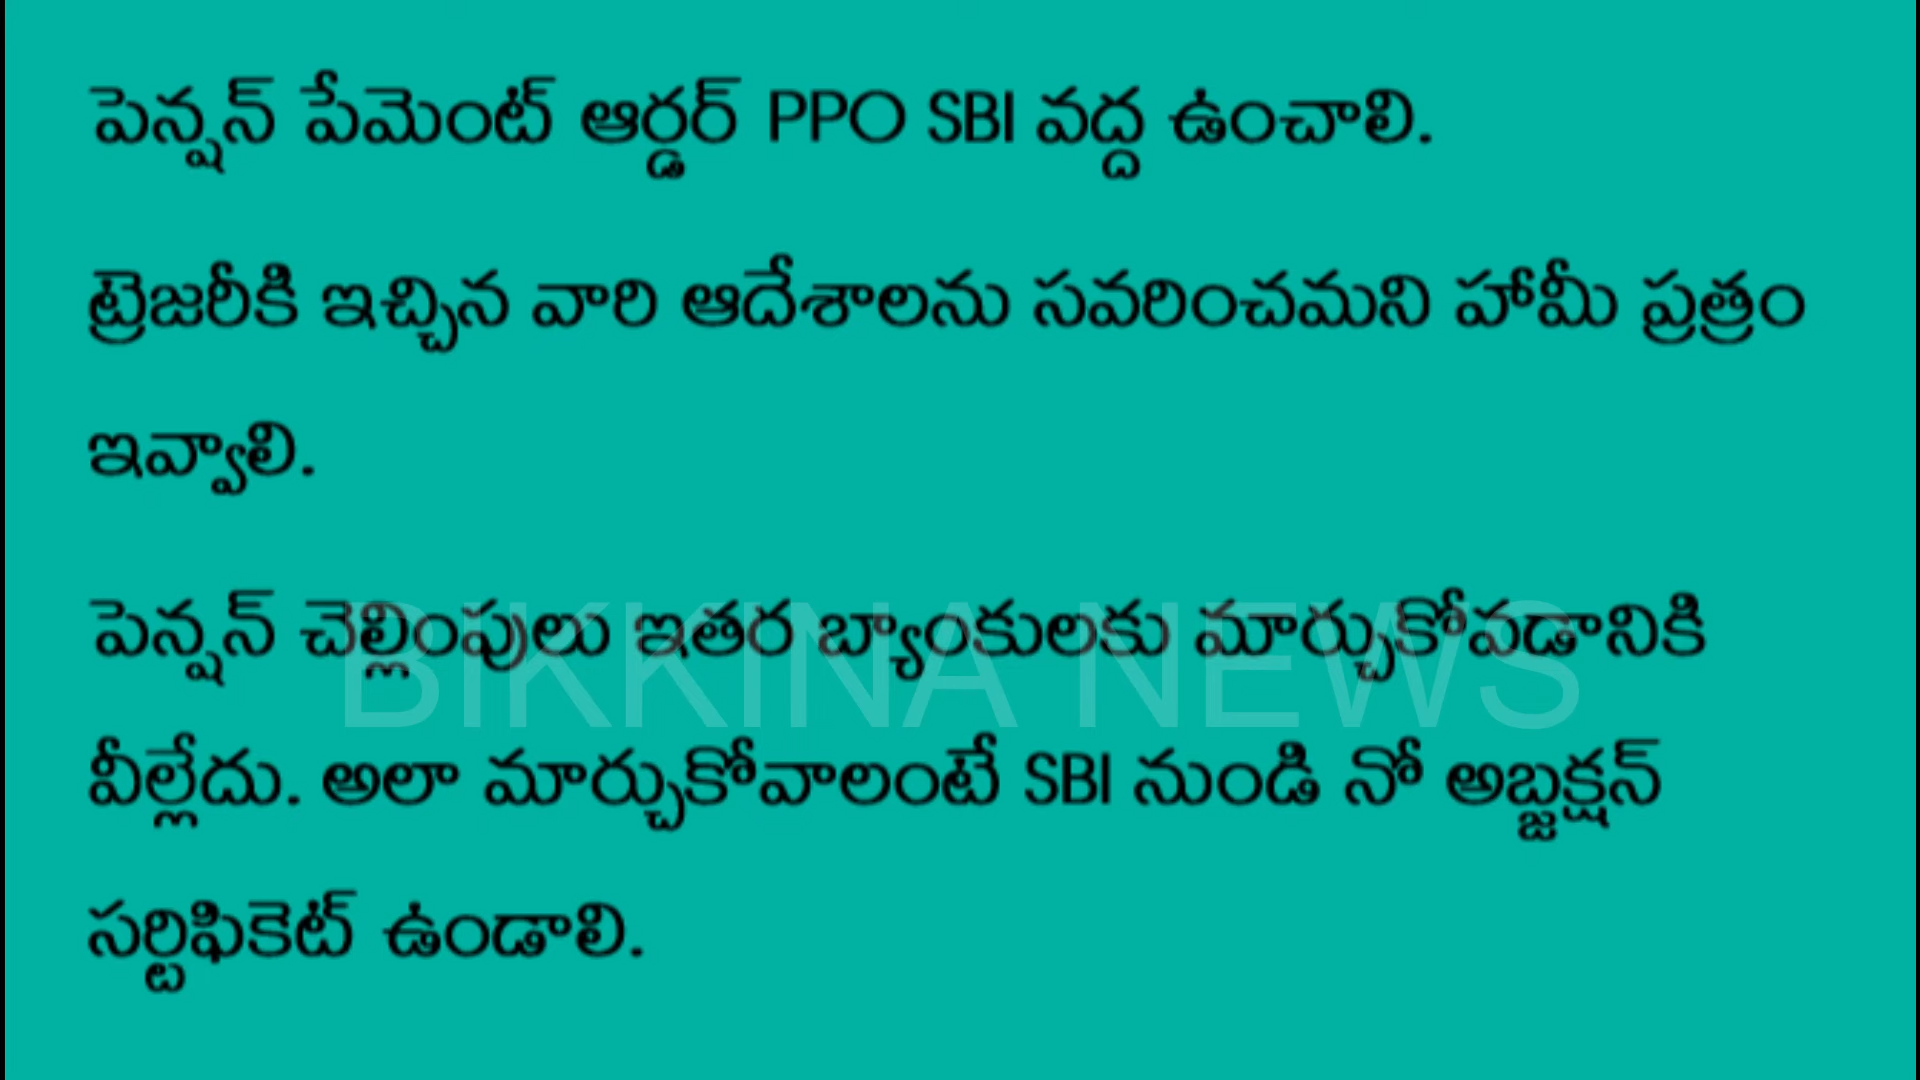 పెన్షన్ పేమెంట్ ఆర్డర్ PPO SBI వద్ద ఉంచాలి.
ట్రెజరీకి ఇచ్చిన వారి ఆదేశాలను సవరించమని హామీ ప్రత్రం
ఇవ్వాలి.
పెన్షన్ చెల్లింపులు ఇతర బ్యాంకులకు మార్చుకోవడానికి
BIKKINA NEWS
వీల్లేదు. అలా మార్చుకోవాలంటే SBI నుండి నో అబ్జక్షన్
సర్టిఫికెట్ ఉండాలి.